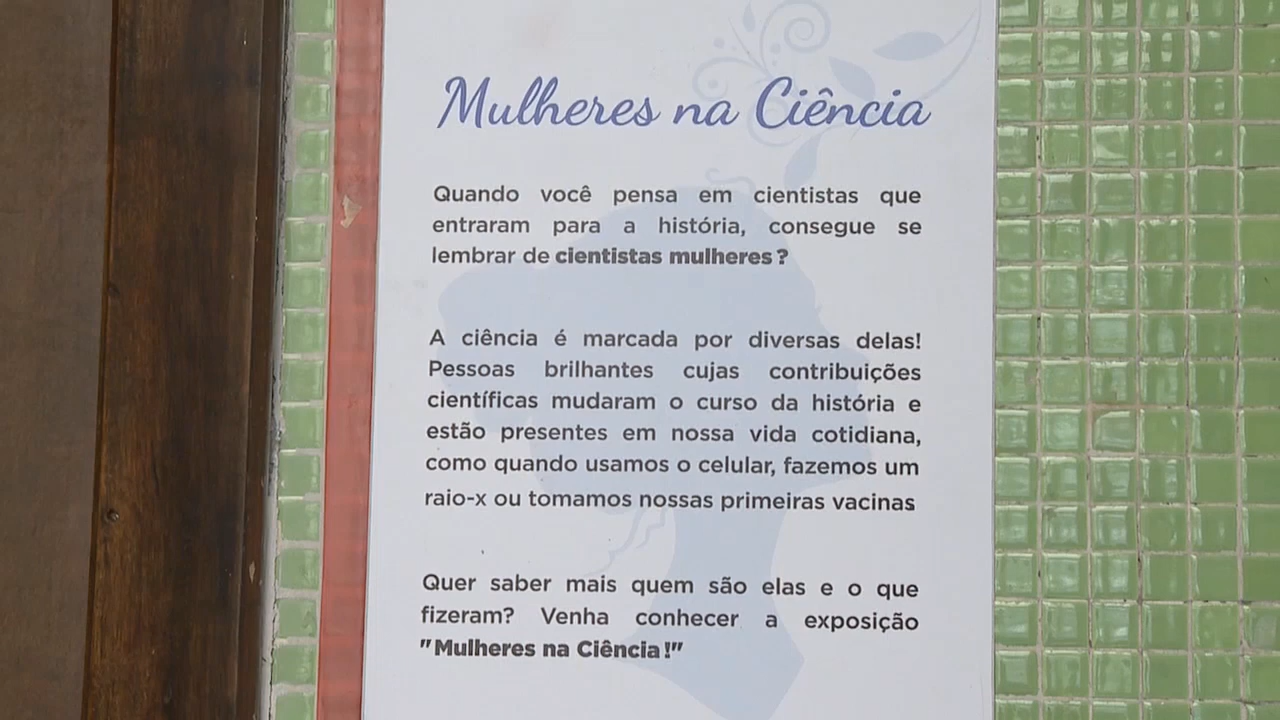 Mulheres na Ciência
Quando você pensa em cientistas que
entraram para a história, consegue se
lembrar de cientistas mulheres?
A ciência é marcada por diversas delas!
Pessoas brilhantes cujas contribuições
científicas mudaram o curso da história e
estão presentes em nossa vida cotidiana,
como quando usamos o celular, fazemos um
raio-x ou tomamos nossas primeiras vacinas
Quer saber mais quem são elas e o que
fizeram? Venha conhecer a exposição
"Mulheres na Ciência!"